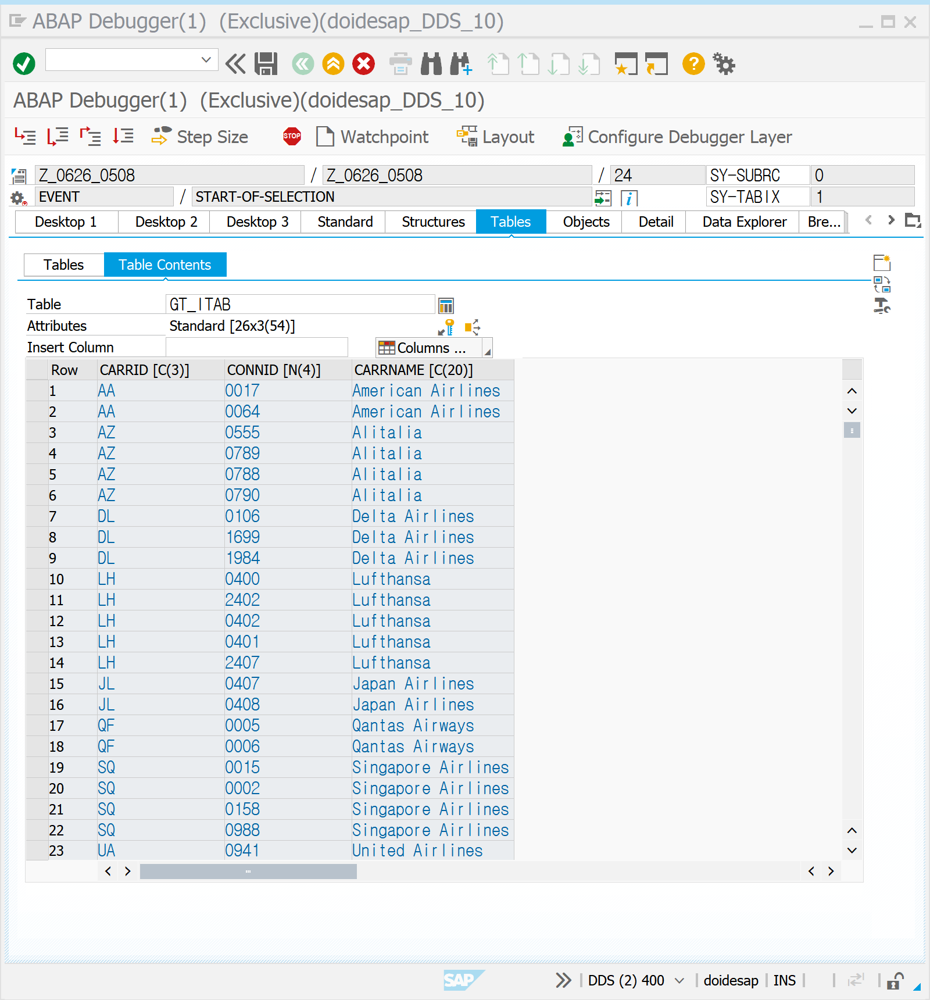 ABAP Debugger(1) (Exclusive)(doidesap_DDS_10)
ABAP Debugger(1) (Exclusive)(doidesap_DDS_10)
Step Size STOP Watchpoint Layout Configure Debugger Layer
Z_0626_0508 / Z_0626_0508 / 24 SY-SUBRC 0
EVENT / START-OF-SELECTION SY-TABIX 1
Desktop 1 Desktop 2 Desktop 3 Standard Structures Tables Objects Detail Data Explorer Bre...
Tables Table Contents
Table GT_ITAB
Attributes Standard [26x3(54)]
Insert Column Columns ...
Row CARRID [C(3)] CONNID [N(4)] CARRNAME [C(20)]
1 AA 0017 American Airlines
2 AA 0064 American Airlines
3 AZ 0555 Alitalia
4 AZ 0789 Alitalia
5 AZ 0788 Alitalia
6 AZ 0790 Alitalia
7 DL 0106 Delta Airlines
8 DL 1699 Delta Airlines
9 DL 1984 Delta Airlines
10 LH 0400 Lufthansa
11 LH 2402 Lufthansa
12 LH 0402 Lufthansa
13 LH 0401 Lufthansa
14 LH 2407 Lufthansa
15 JL 0407 Japan Airlines
16 JL 0408 Japan Airlines
17 QF 0005 Qantas Airways
18 QF 0006 Qantas Airways
19 SQ 0015 Singapore Airlines
20 SQ 0002 Singapore Airlines
21 SQ 0158 Singapore Airlines
22 SQ 0988 Singapore Airlines
23 UA 0941 United Airlines
SAP DDS (2) 400 doidesap INS